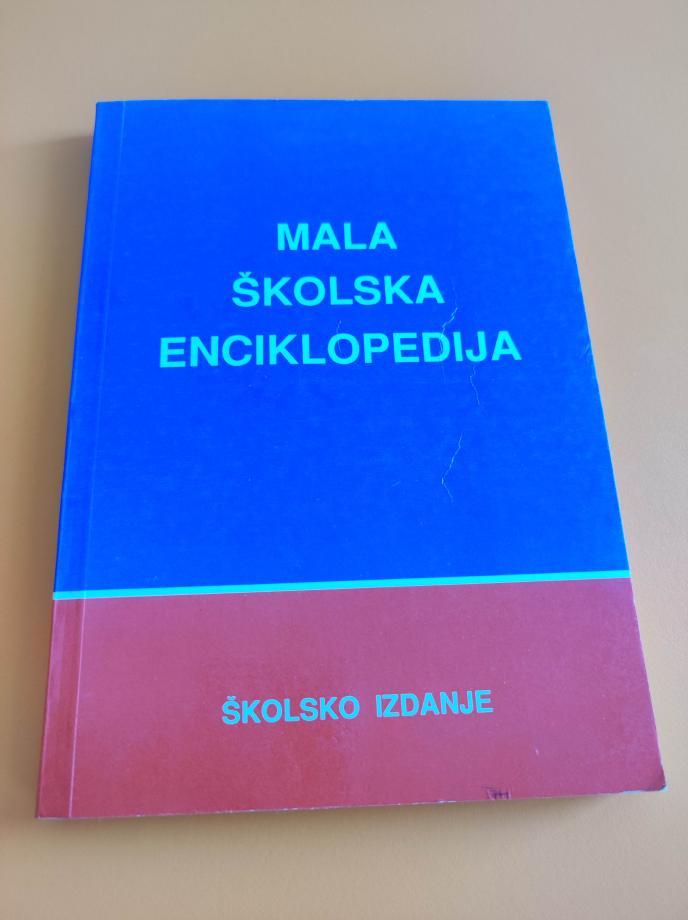 MALA
ŠKOLSKA
ENCIKLOPEDIJA
ŠKOLSKO IZDANJE